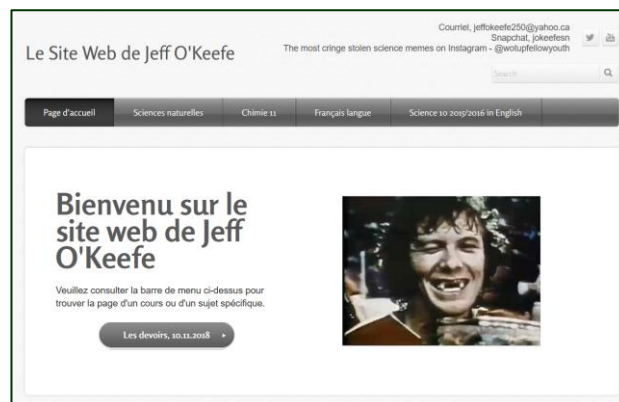 Courriel, jeffokeefe250@yahoo.ca
Snapchat, jokeefesn
The most cringe stolen science memes on Instagram - @wotupfellowyouth
Le Site Web de Jeff O'Keefe
Search
Page d'accueil
Sciences naturelles
Chimie 11
Français langue
Science 10 2015/2016 in English
Bienvenu sur le
site web de Jeff
O'Keefe
Veuillez consulter la barre de menu ci-dessus pour
trouver la page d'un cours ou d'un sujet spécifique.
Les devoirs, 10.11.2018